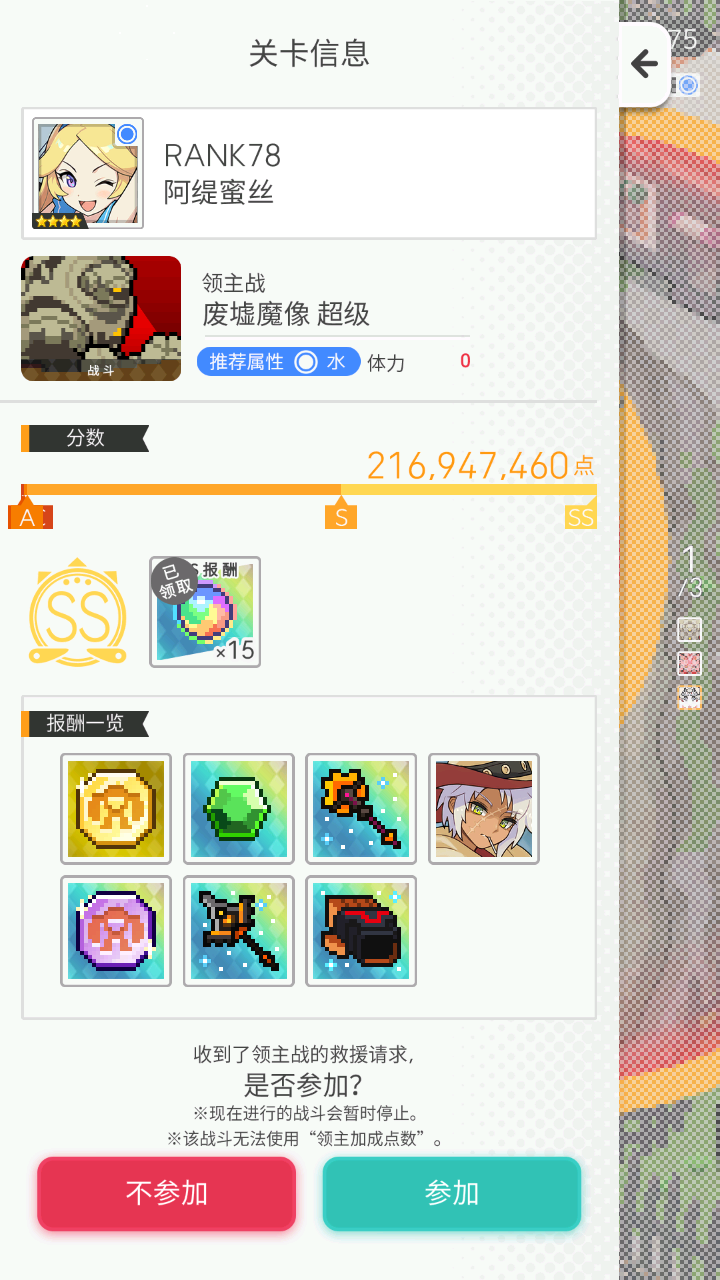 关卡信息
75
RANK78
阿缇蜜丝
领主战
废墟魔像 超级
战斗
推荐属性 水 体力 0
分数
216,947,460点
A S SS
SS
已领取
S报酬
×15
1
/3
报酬一览
收到了领主战的救援请求,
是否参加?
※现在进行的战斗会暂时停止。
※该战斗无法使用“领主加成点数”。
不参加 参加